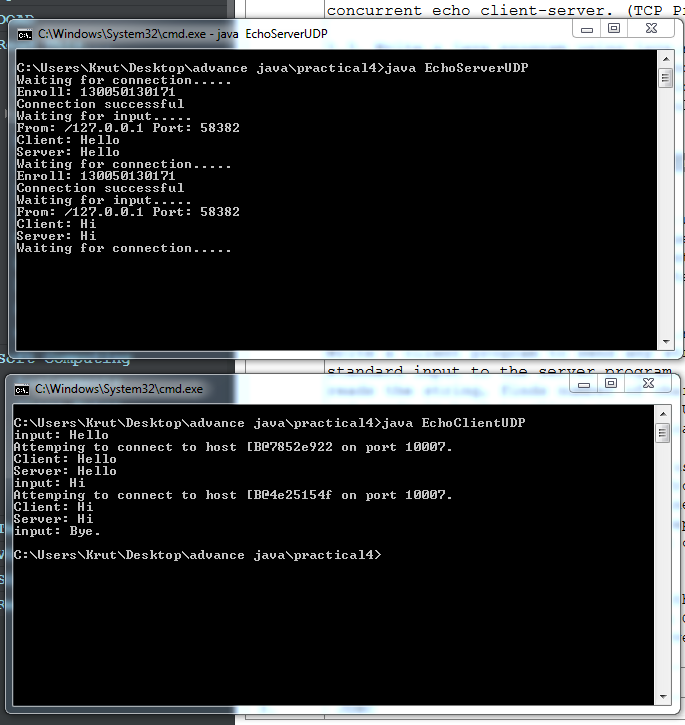 concurrent echo client-server. (TCP
C:\Windows\System32\cmd.exe - java EchoServerUDP
C:\Users\Krut\Desktop\advance java\practical4>java EchoServerUDP
Waiting for connection.....
Enroll: 130050130171
Connection successful
Waiting for input.....
From: /127.0.0.1 Port: 58382
Client: Hello
Server: Hello
Waiting for connection.....
Enroll: 130050130171
Connection successful
Waiting for input.....
From: /127.0.0.1 Port: 58382
Client: Hi
Server: Hi
Waiting for connection.....
standard input to the server program
C:\Windows\System32\cmd.exe
C:\Users\Krut\Desktop\advance java\practical4>java EchoClientUDP
input: Hello
Attemping to connect to host [B@7852e922 on port 10007.
Client: Hello
Server: Hello
input: Hi
Attemping to connect to host [B@4e25154f on port 10007.
Client: Hi
Server: Hi
input: Bye.
C:\Users\Krut\Desktop\advance java\practical4>